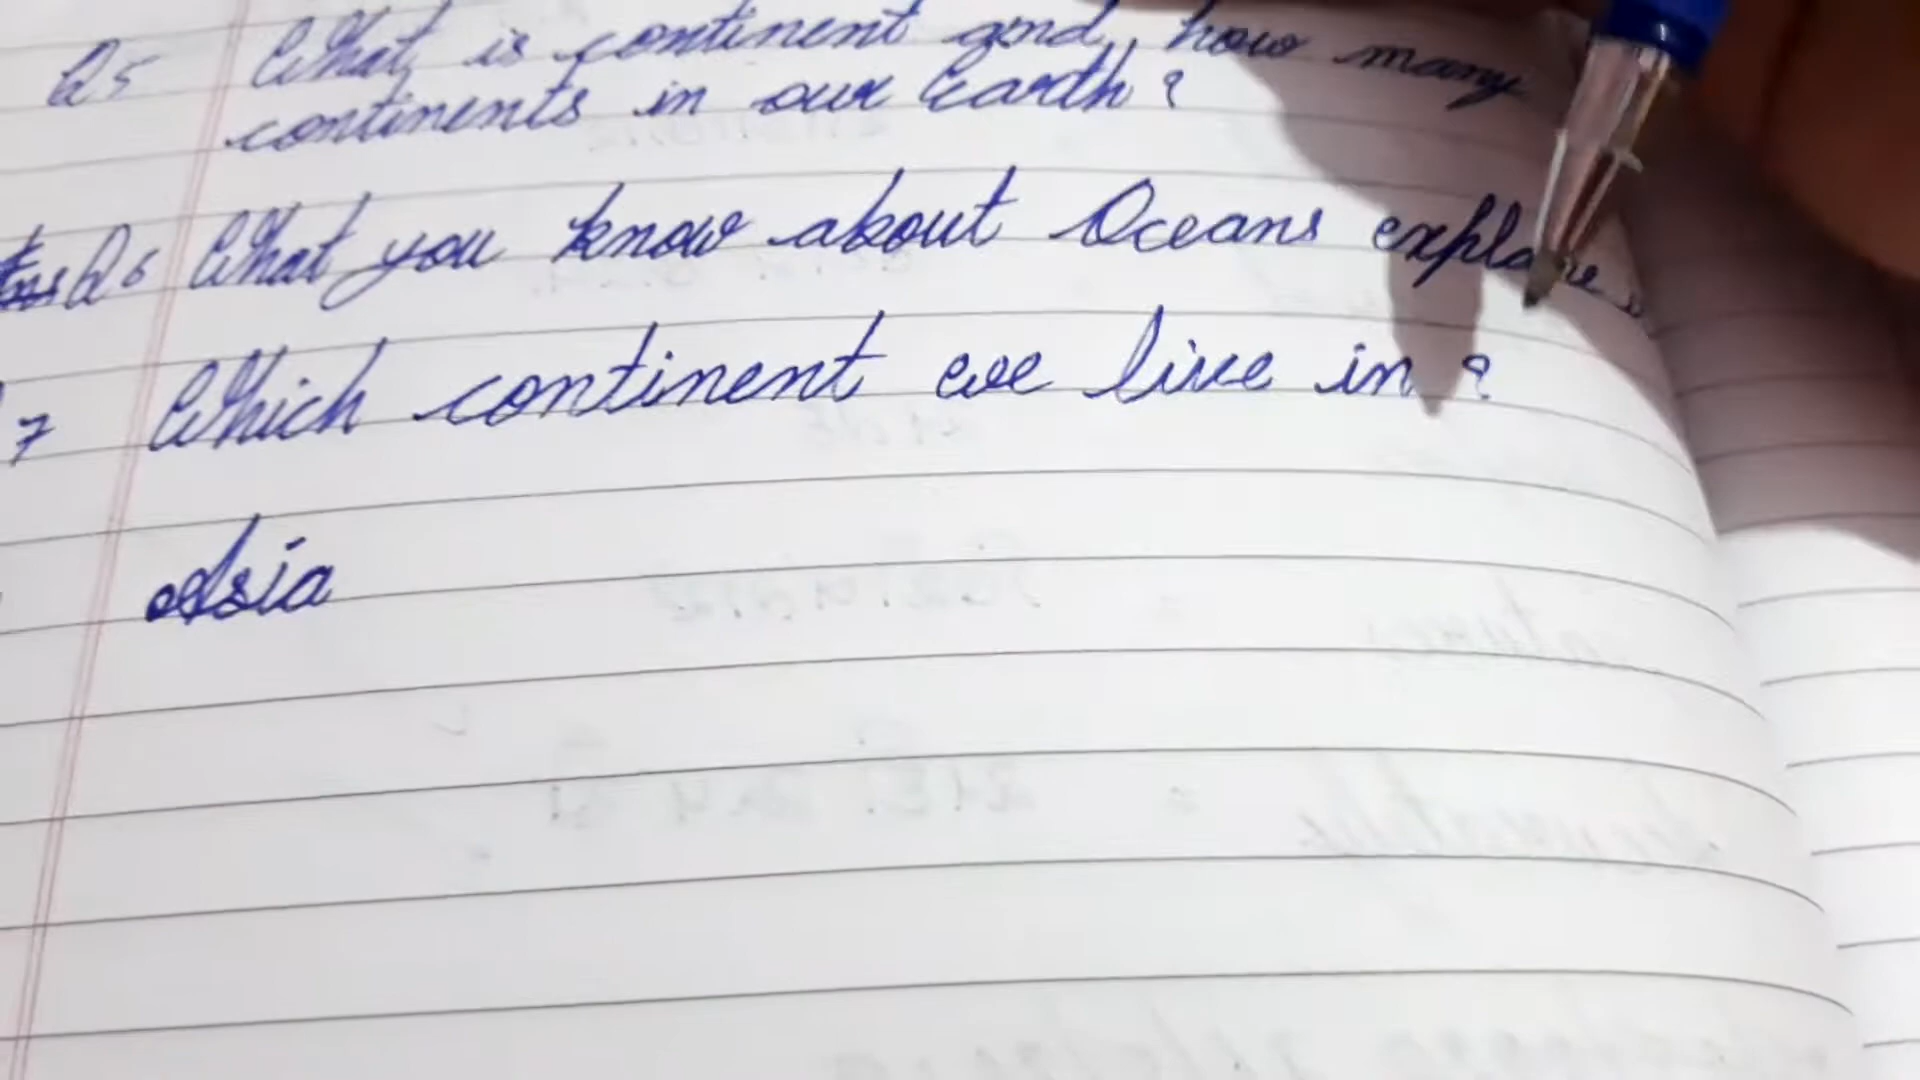 Q5 What is continent and how many
continents in our Earth?
Q6 What you know about Oceans
7 Which continent we live in?
Asia